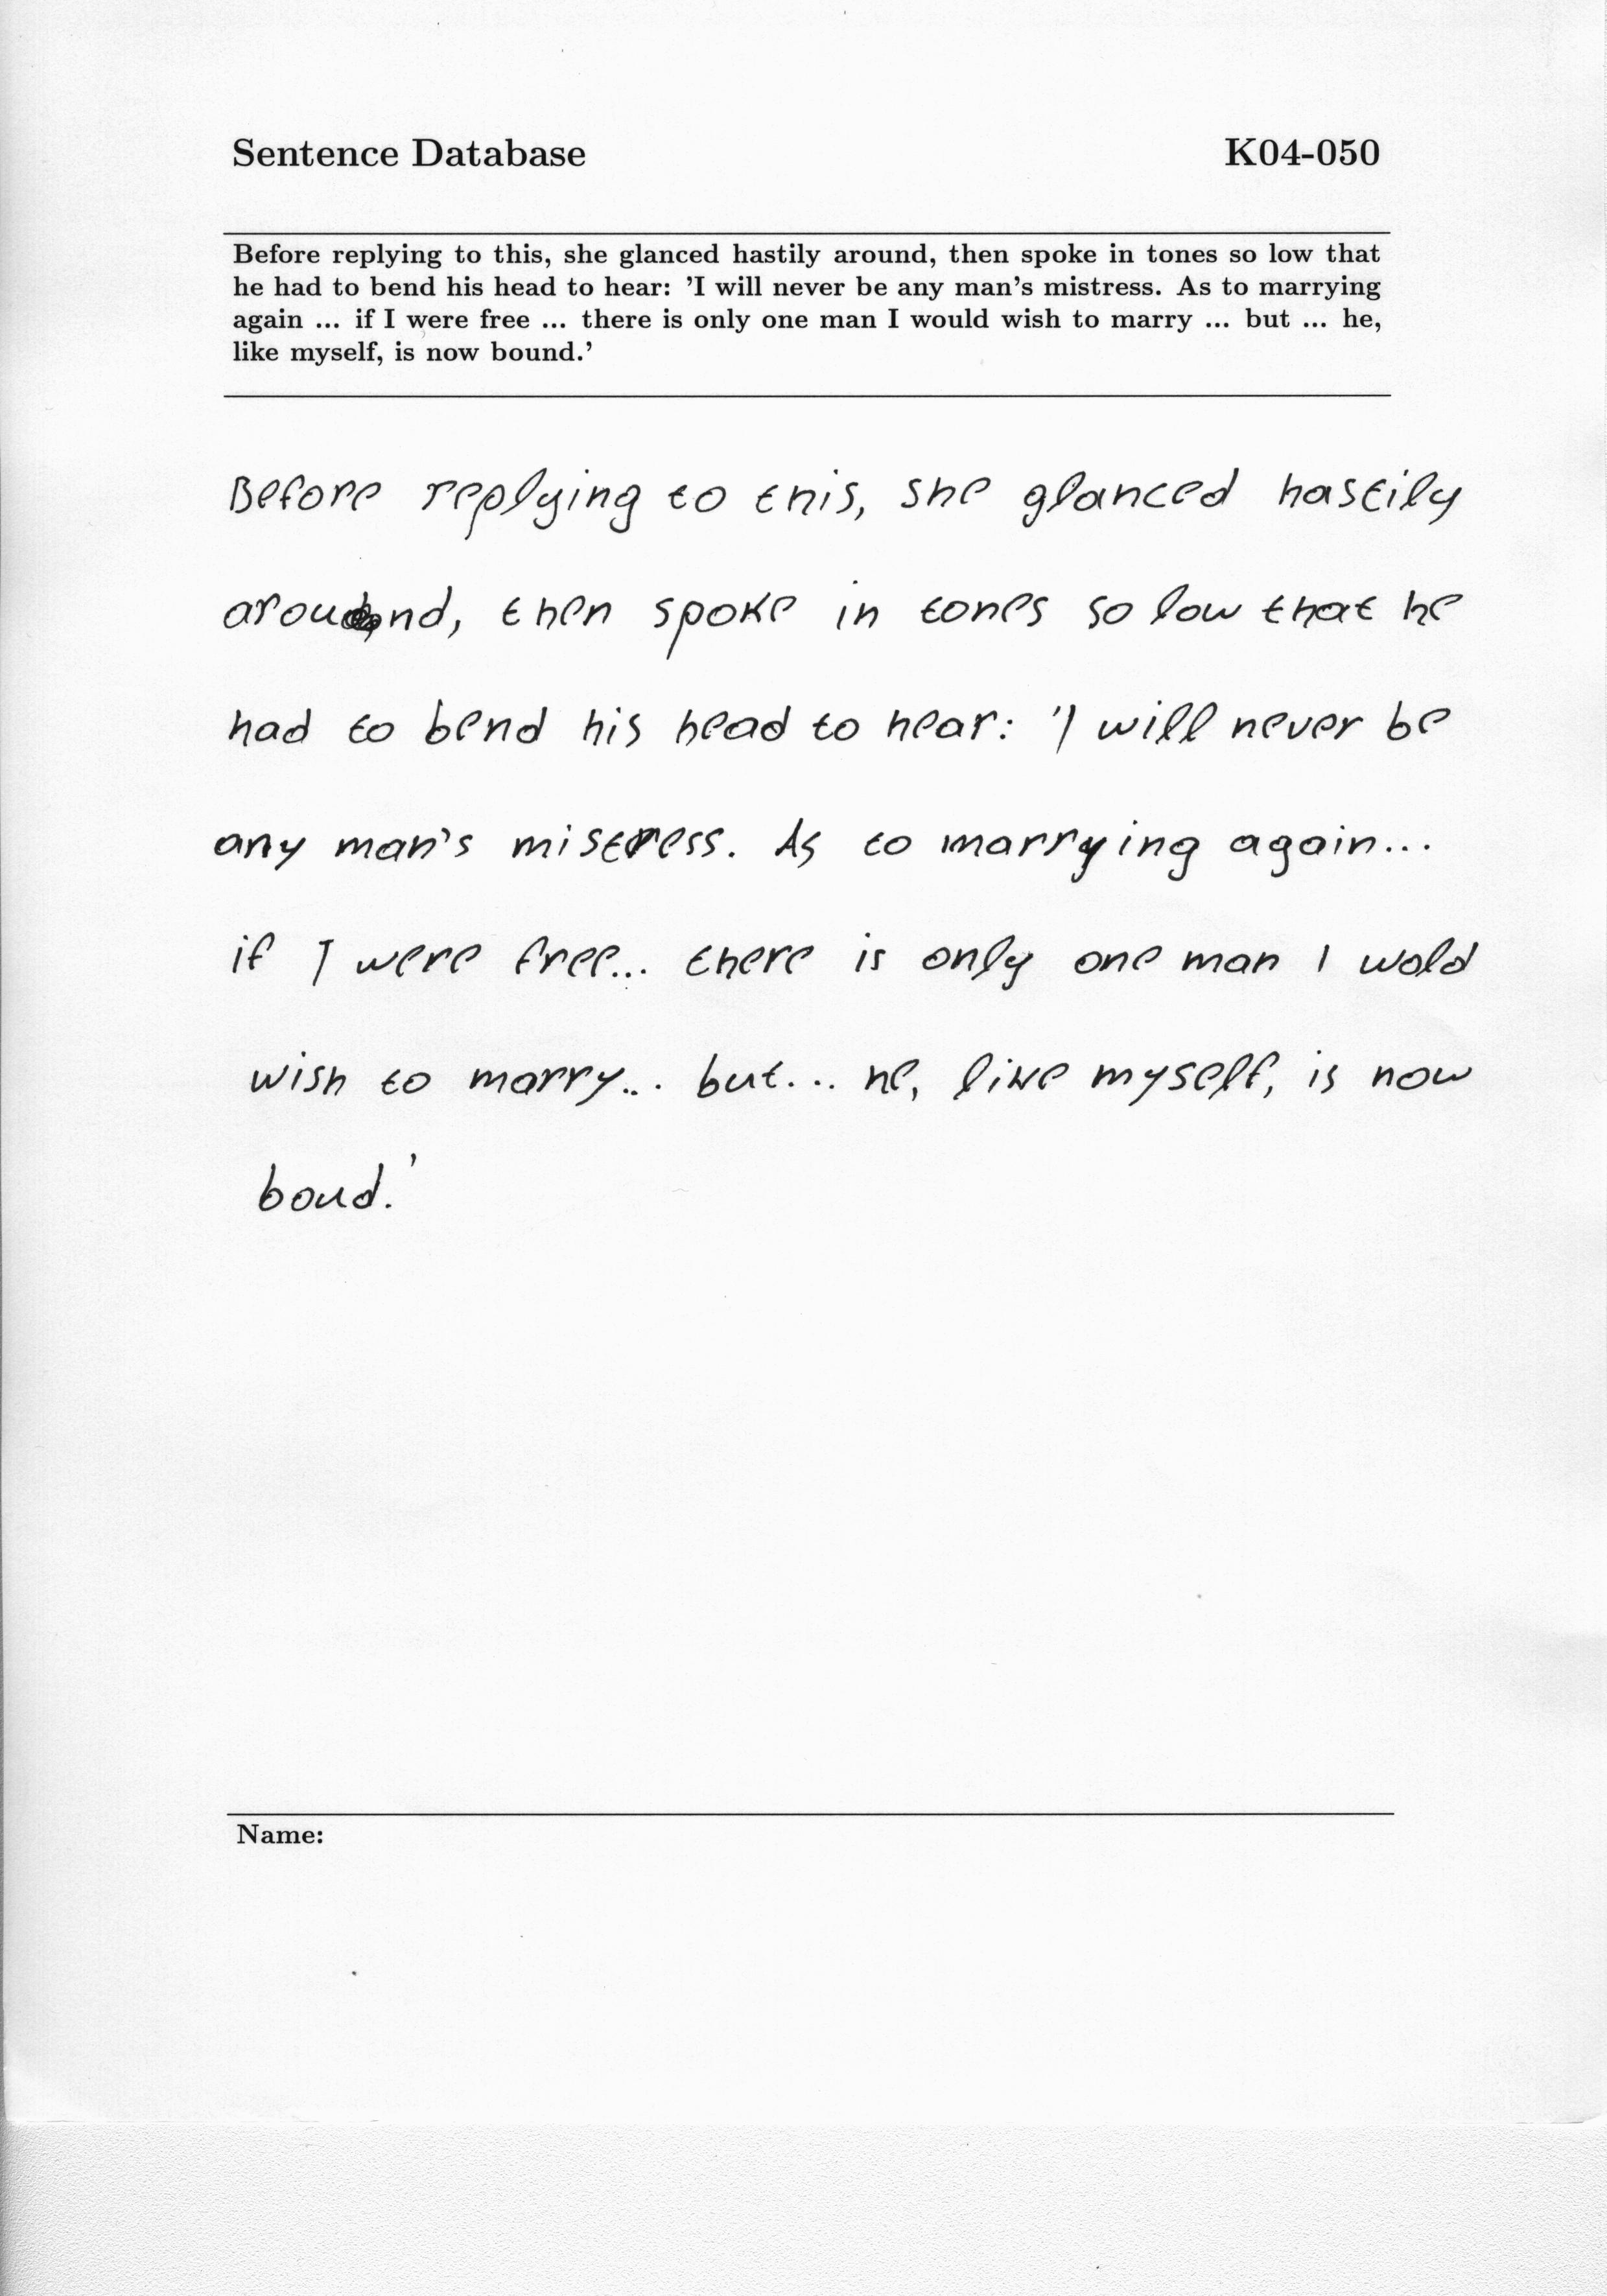 Sentence Database K04-050
Before replying to this, she glanced hastily around, then spoke in tones so low that
he had to bend his head to hear: 'I will never be any man's mistress. As to marrying
again ... if I were free ... there is only one man I would wish to marry ... but ... he,
like myself, is now bound.'
Before replying to this, she glanced hastily
around, then spoke in tones so low that he
had to bend his head to hear: 'I will never be
any man's mistress. As to marrying again...
if I were free... there is only one man I wold
wish to marry... but... he, like myself, is now
boud.'
Name: